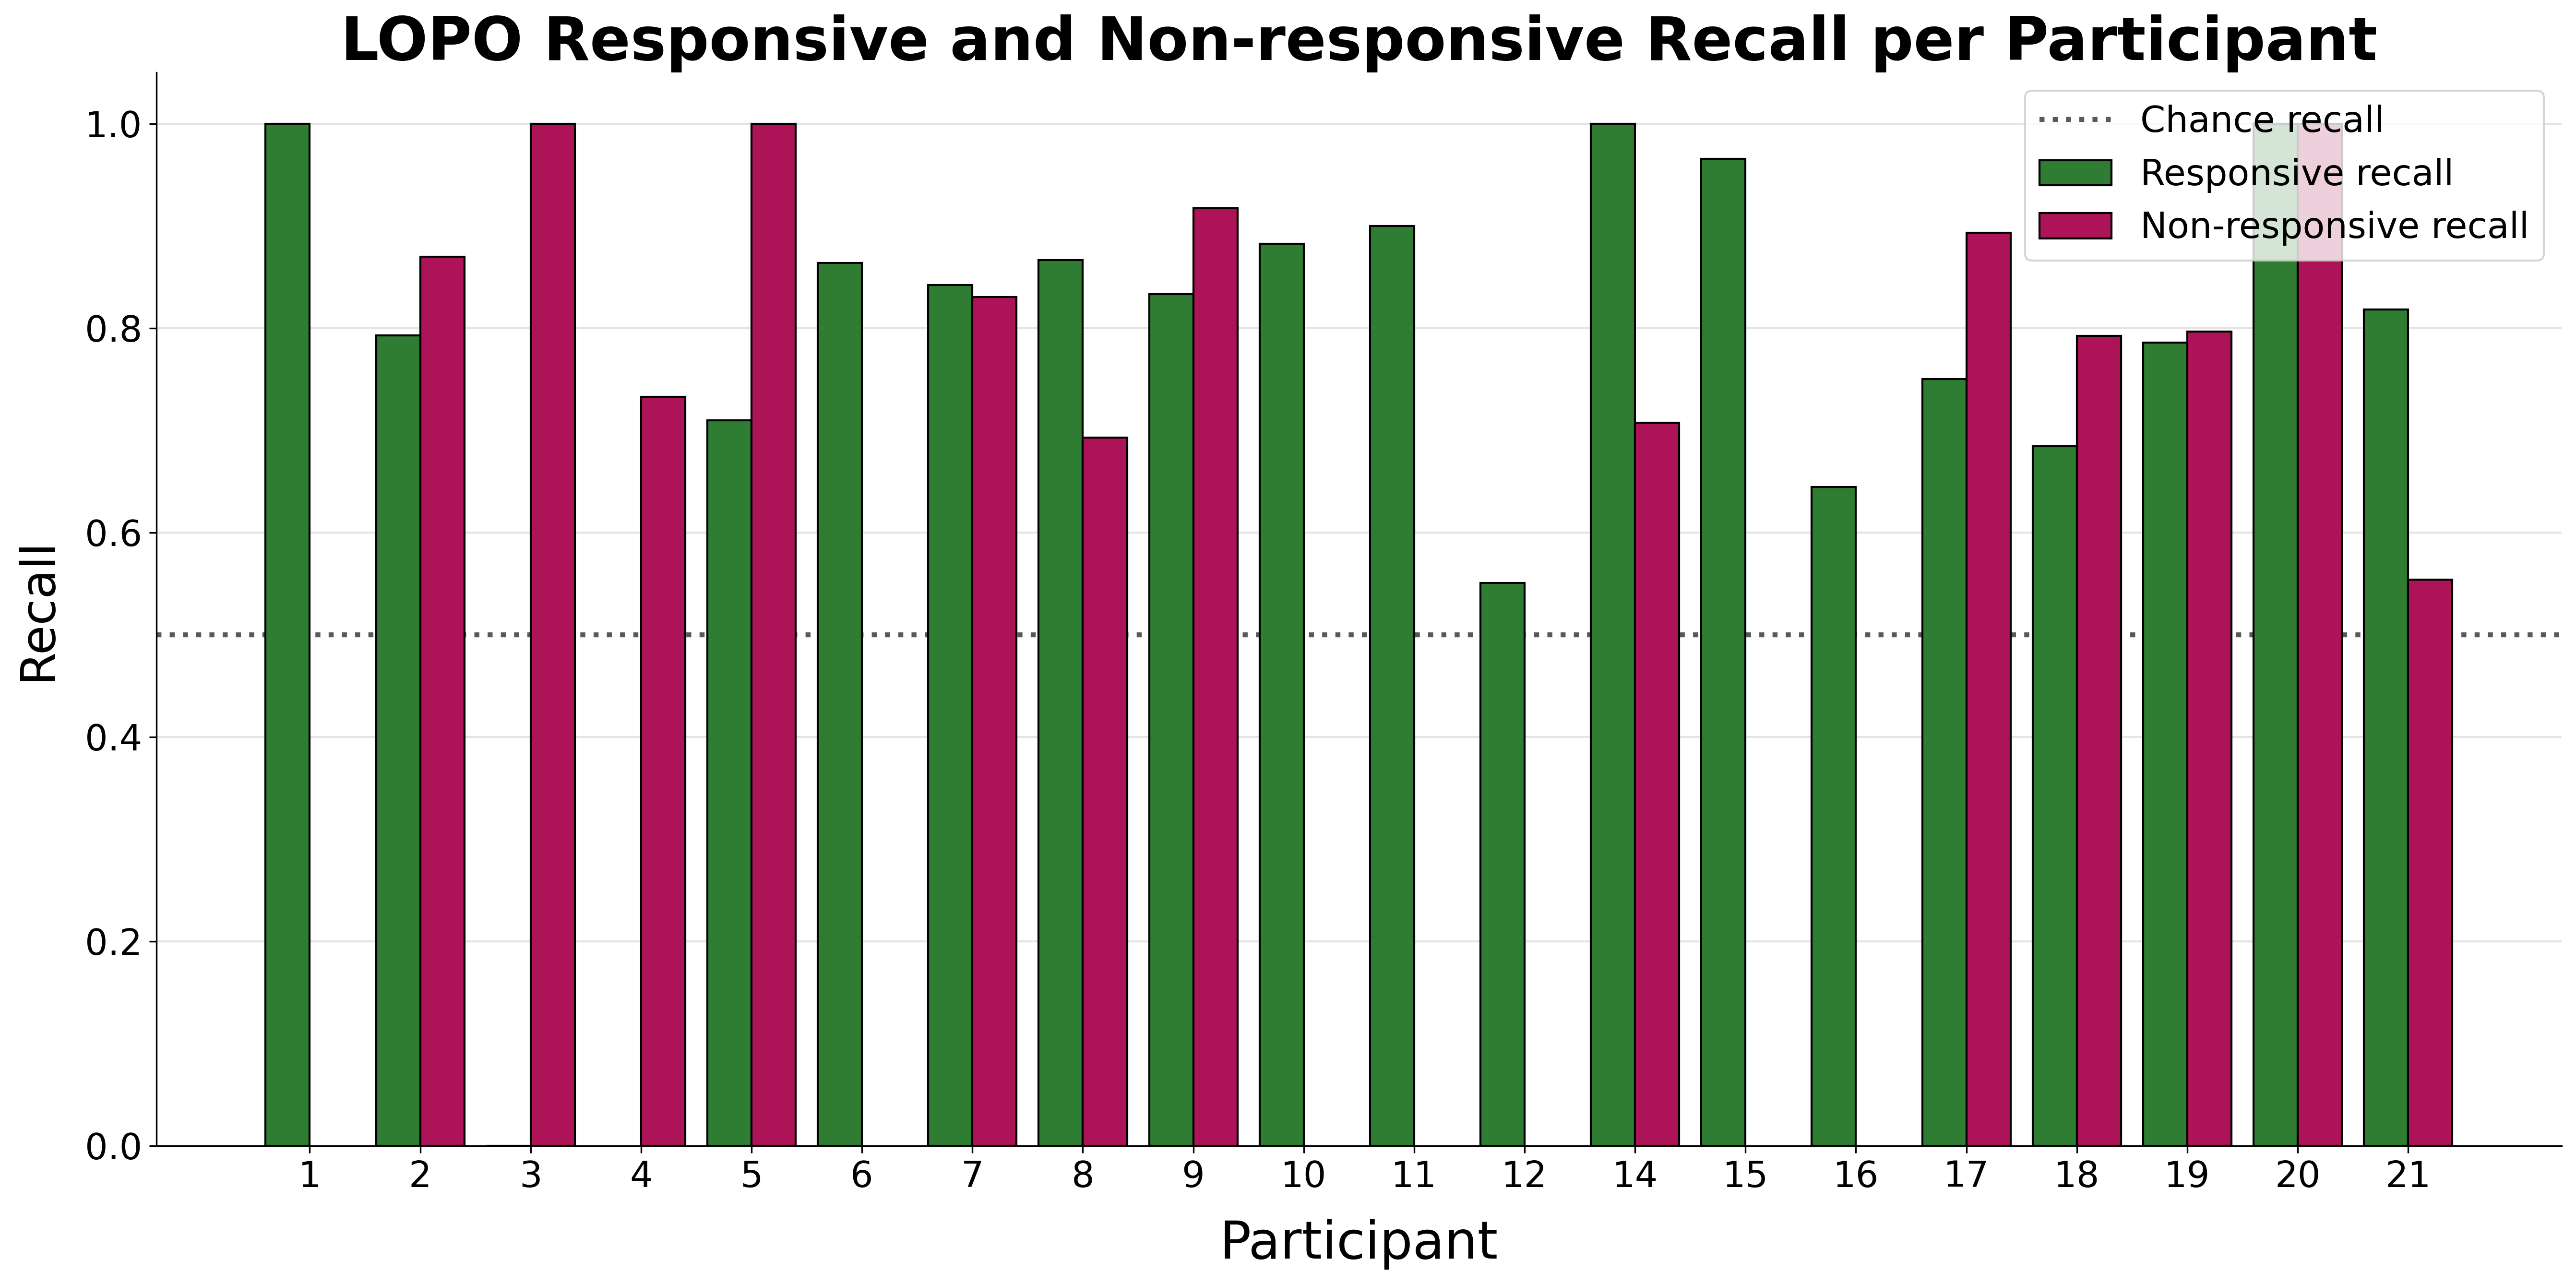 LOPO Responsive and Non-responsive Recall per Participant
Chance recall
Responsive recall
Non-responsive recall
1.0
0.8
0.6
0.4
0.2
0.0
Recall
1 2 3 4 5 6 7 8 9 10 11 12 14 15 16 17 18 19 20 21
Participant